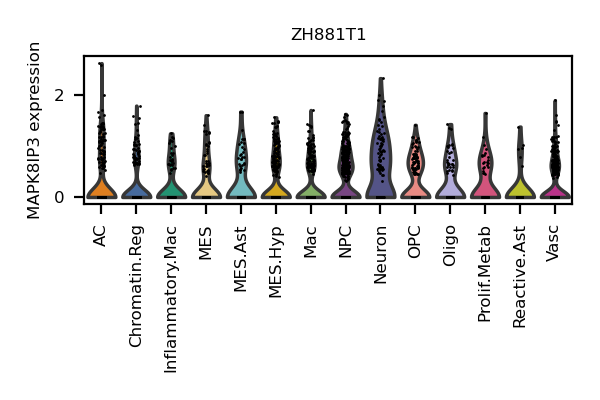 ZH881T1
MAPK8IP3 expression
2
0
AC
Chromatin.Reg
Inflammatory.Mac
MES
MES.Ast
MES.Hyp
Mac
NPC
Neuron
OPC
Oligo
Prolif.Metab
Reactive.Ast
Vasc